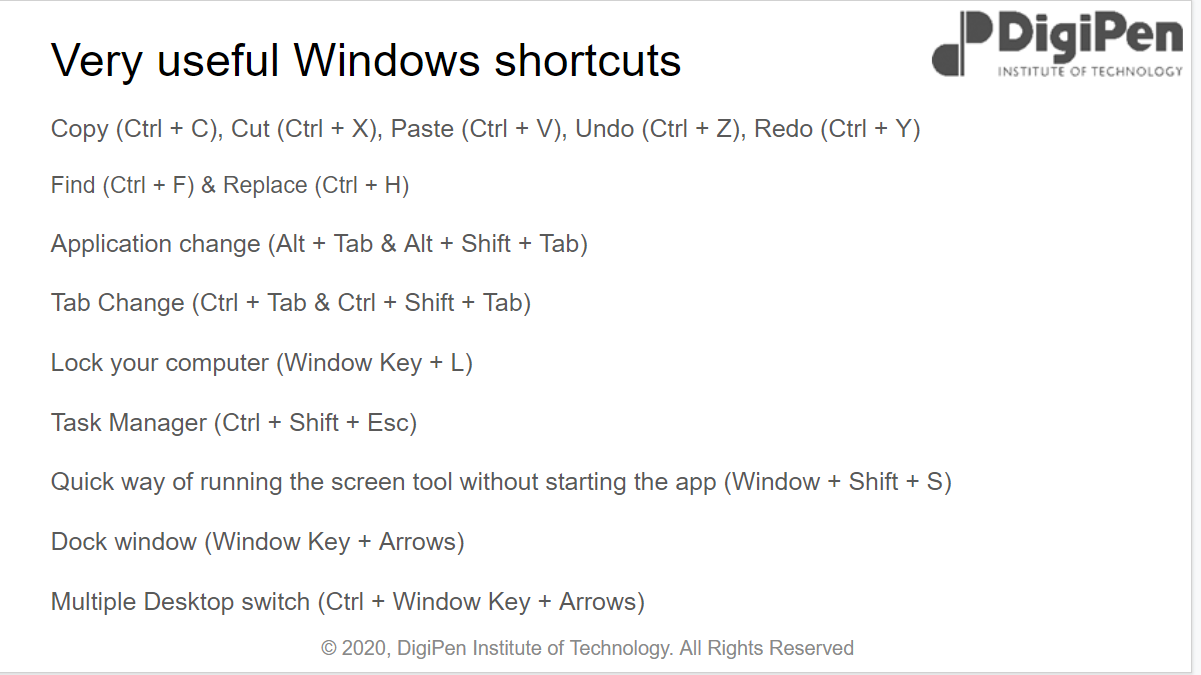 DigiPen
INSTITUTE OF TECHNOLOGY
Very useful Windows shortcuts
Copy (Ctrl + C), Cut (Ctrl + X), Paste (Ctrl + V), Undo (Ctrl + Z), Redo (Ctrl + Y)
Find (Ctrl + F) & Replace (Ctrl + H)
Application change (Alt + Tab & Alt + Shift + Tab)
Tab Change (Ctrl + Tab & Ctrl + Shift + Tab)
Lock your computer (Window Key + L)
Task Manager (Ctrl + Shift + Esc)
Quick way of running the screen tool without starting the app (Window + Shift + S)
Dock window (Window Key + Arrows)
Multiple Desktop switch (Ctrl + Window Key + Arrows)
© 2020, DigiPen Institute of Technology. All Rights Reserved